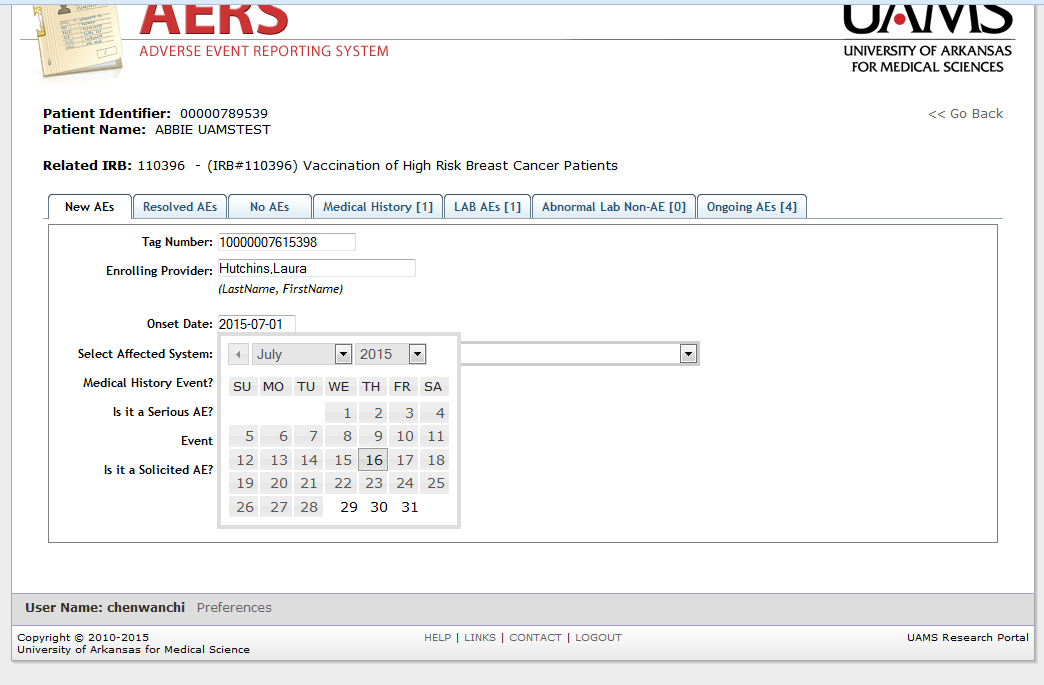 AERS
ADVERSE EVENT REPORTING SYSTEM
UAMS
UNIVERSITY OF ARKANSAS
FOR MEDICAL SCIENCES
Patient Identifier: 00000789539
<< Go Back
Patient Name: ABBIE UAMSTEST
Related IRB: 110396 - (IRB#110396) Vaccination of High Risk Breast Cancer Patients
New AEs Resolved AEs No AEs Medical History [1] LAB AEs [1] Abnormal Lab Non-AE [0] Ongoing AEs [4]
Tag Number: 10000007615398
Enrolling Provider: Hutchins,Laura
(LastName, FirstName)
Onset Date: 2015-07-01
Select Affected System:
Medical History Event?
Is it a Serious AE?
Event
Is it a Solicited AE?
July 2015
SU MO TU WE TH FR SA
1 2 3 4
5 6 7 8 9 10 11
12 13 14 15 16 17 18
19 20 21 22 23 24 25
26 27 28 29 30 31
User Name: chenwanchi Preferences
Copyright © 2010-2015
University of Arkansas for Medical Science
HELP | LINKS | CONTACT | LOGOUT
UAMS Research Portal